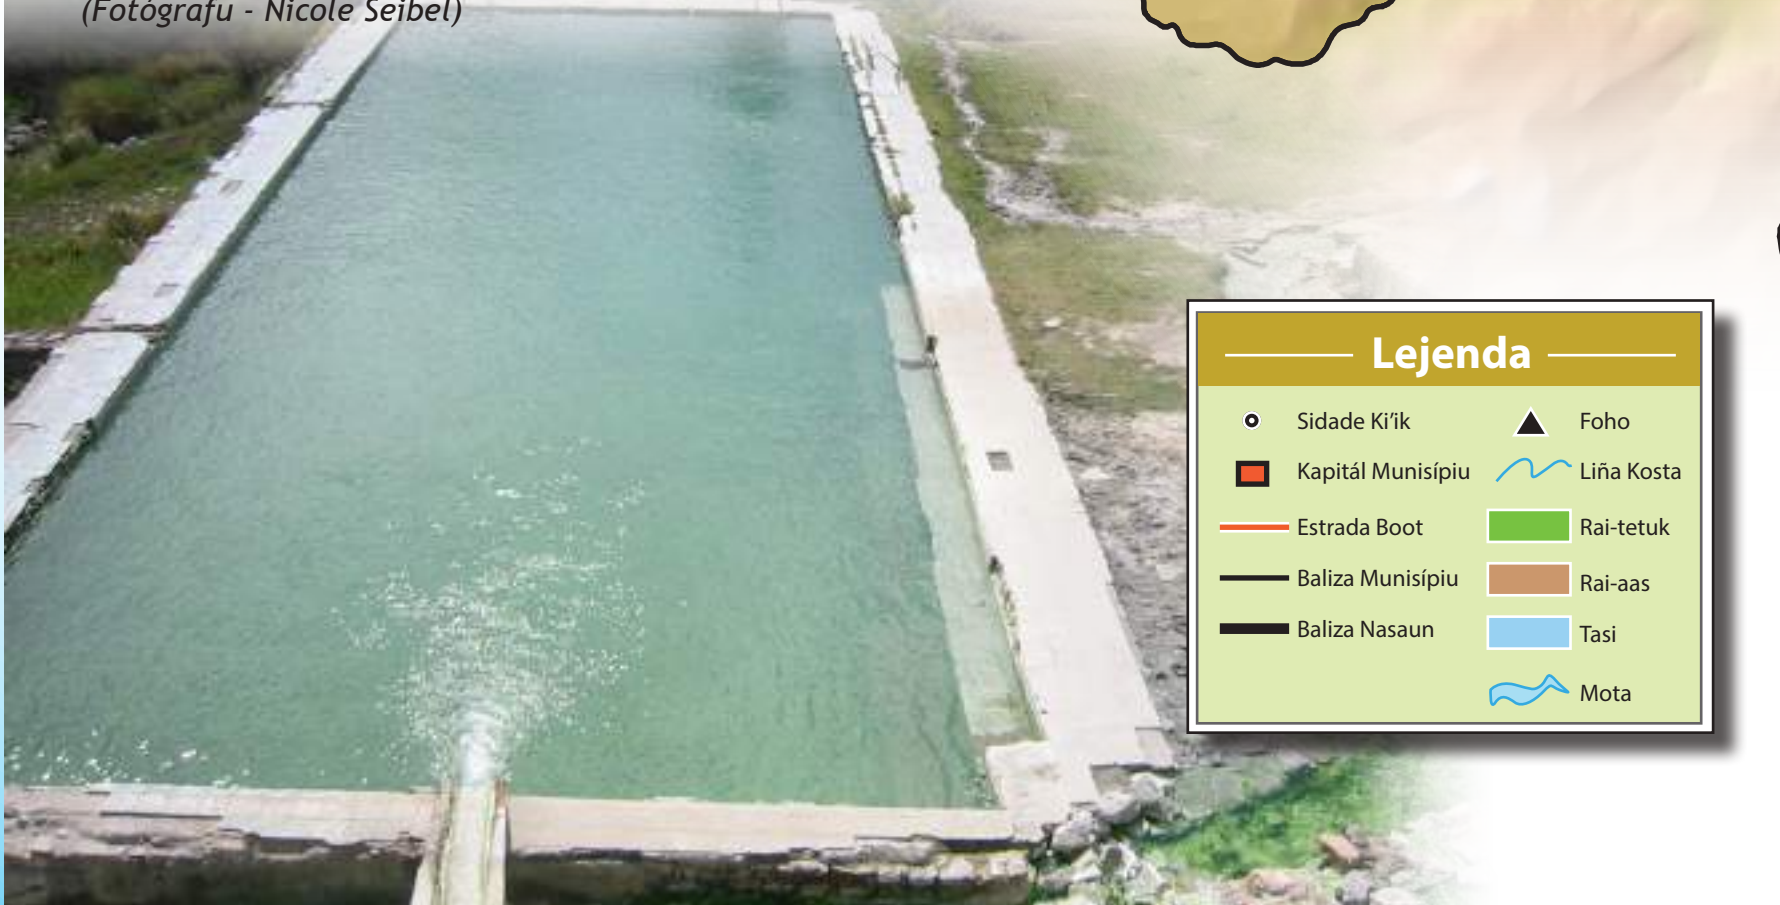 (Fotógrafu - Nicole Seibel)
Lejenda
Sidade Ki'ik
Kapitál Munisípiu
Estrada Boot
Baliza Munisípiu
Baliza Nasaun
Foho
Liña Kosta
Rai-tetuk
Rai-aas
Tasi
Mota